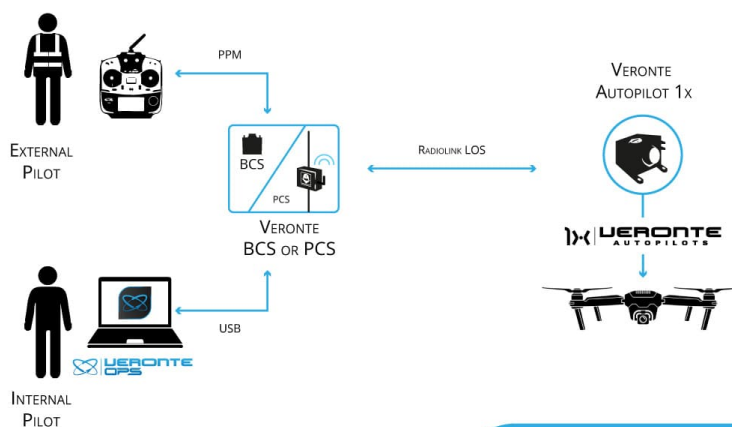 PPM
EXTERNAL
PILOT
BCS
PCS
VERONTE
BCS OR PCS
RADIOLINK LOS
VERONTE
AUTOPILOT 1X
VERONTE
AUTOPILOTS
USB
VERONTE
OPS
INTERNAL
PILOT